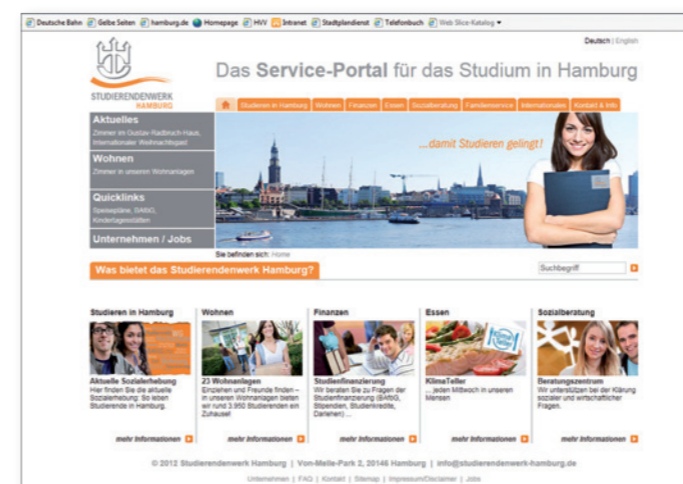 Deutsche Bahn Gelbe Seiten hamburg.de Homepage HVV Intranet Stadtplandienst Telefonbuch Web Slice-Katalog
Deutsch | English
Das Service-Portal für das Studium in Hamburg
STUDIERENDENWERK
HAMBURG
Studieren in Hamburg Wohnen Finanzen Essen Sozialberatung Familienservice Internationales Kontakt & Info
Aktuelles
Zimmer im Gustav-Radbruch-Haus,
Internationaler Weihnachtsgast
Wohnen
Zimmer in unseren Wohnanlagen
Quicklinks
Speisepläne, BAföG,
Kindertagesstätten
Unternehmen / Jobs
...damit Studieren gelingt!
Sie befinden sich: Home
Was bietet das Studierendenwerk Hamburg?
Suchbegriff
Studieren in Hamburg
Aktuelle Sozialerhebung
Hier finden Sie die aktuelle
Sozialerhebung: So leben
Studierende in Hamburg.
mehr Informationen
Wohnen
23 Wohnanlagen
Einziehen und Freunde finden –
in unseren Wohnanlagen bieten
wir rund 3.950 Studierenden ein
Zuhause!
mehr Informationen
Finanzen
Studienfinanzierung
Wir beraten Sie zu Fragen der
Studienfinanzierung (BAföG,
Stipendien, Studienkredite,
Darlehen) ...
mehr Informationen
Essen
KlimaTeller
... jeden Mittwoch in unseren
Mensen
mehr Informationen
Sozialberatung
Beratungszentrum
Wir unterstützen bei der Klärung
sozialer und wirtschaftlicher
Fragen.
mehr Informationen
© 2012 Studierendenwerk Hamburg | Von-Melle-Park 2, 20146 Hamburg | info@studierendenwerk-hamburg.de
Unternehmen | FAQ | Kontakt | Sitemap | Impressum/Disclaimer | Jobs